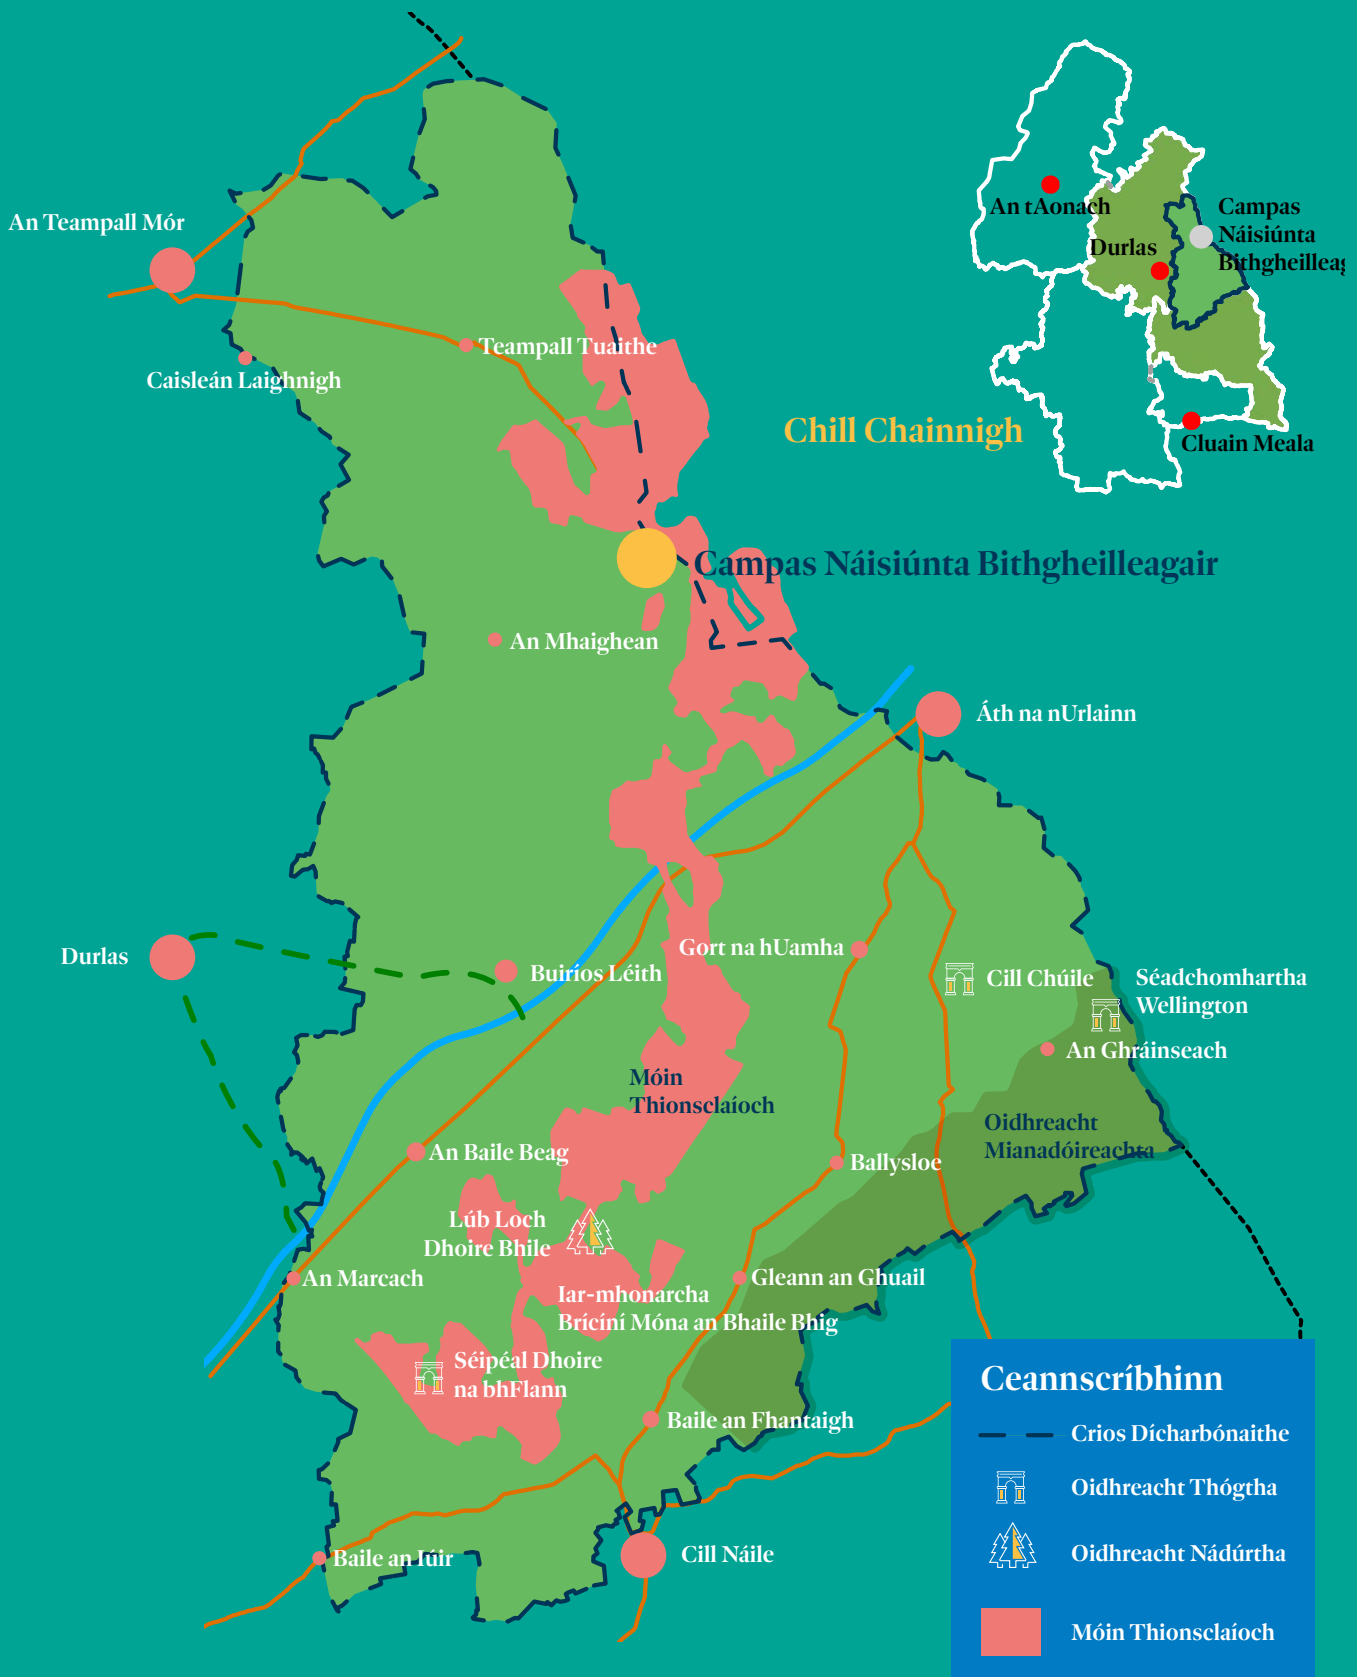 An Teampall Mór
An tAonach
Campas
Náisiúnta
Durlas
Caisleán Laighnigh
Teampall Tuaithe
Chill Chainnigh
Cluain Meala
Campas Náisiúnta Bithgheilleagair
An Mhaighean
Áth na nUrlainn
Durlas
Buiríos Léith
Gort na hUamha
Cill Chúile
Séadchomhartha
Wellington
An Ghráinseach
Móin
Thionsclaíoch
Oidhreacht
Mianadóireachta
An Baile Beag
Ballysloe
Lúb Loch
Dhoire Bhile
An Marcach
Iar-mhonarcha
Brícíní Móna an Bhaile Bhig
Gleann an Ghuail
Séipéal Dhoire
na bhFlann
Baile an Fhantaigh
Baile an Iúir
Cill Náile
Ceannscríbhinn
Crios Dícharbónaithe
Oidhreacht Thógtha
Oidhreacht Nádúrtha
Móin Thionsclaíoch